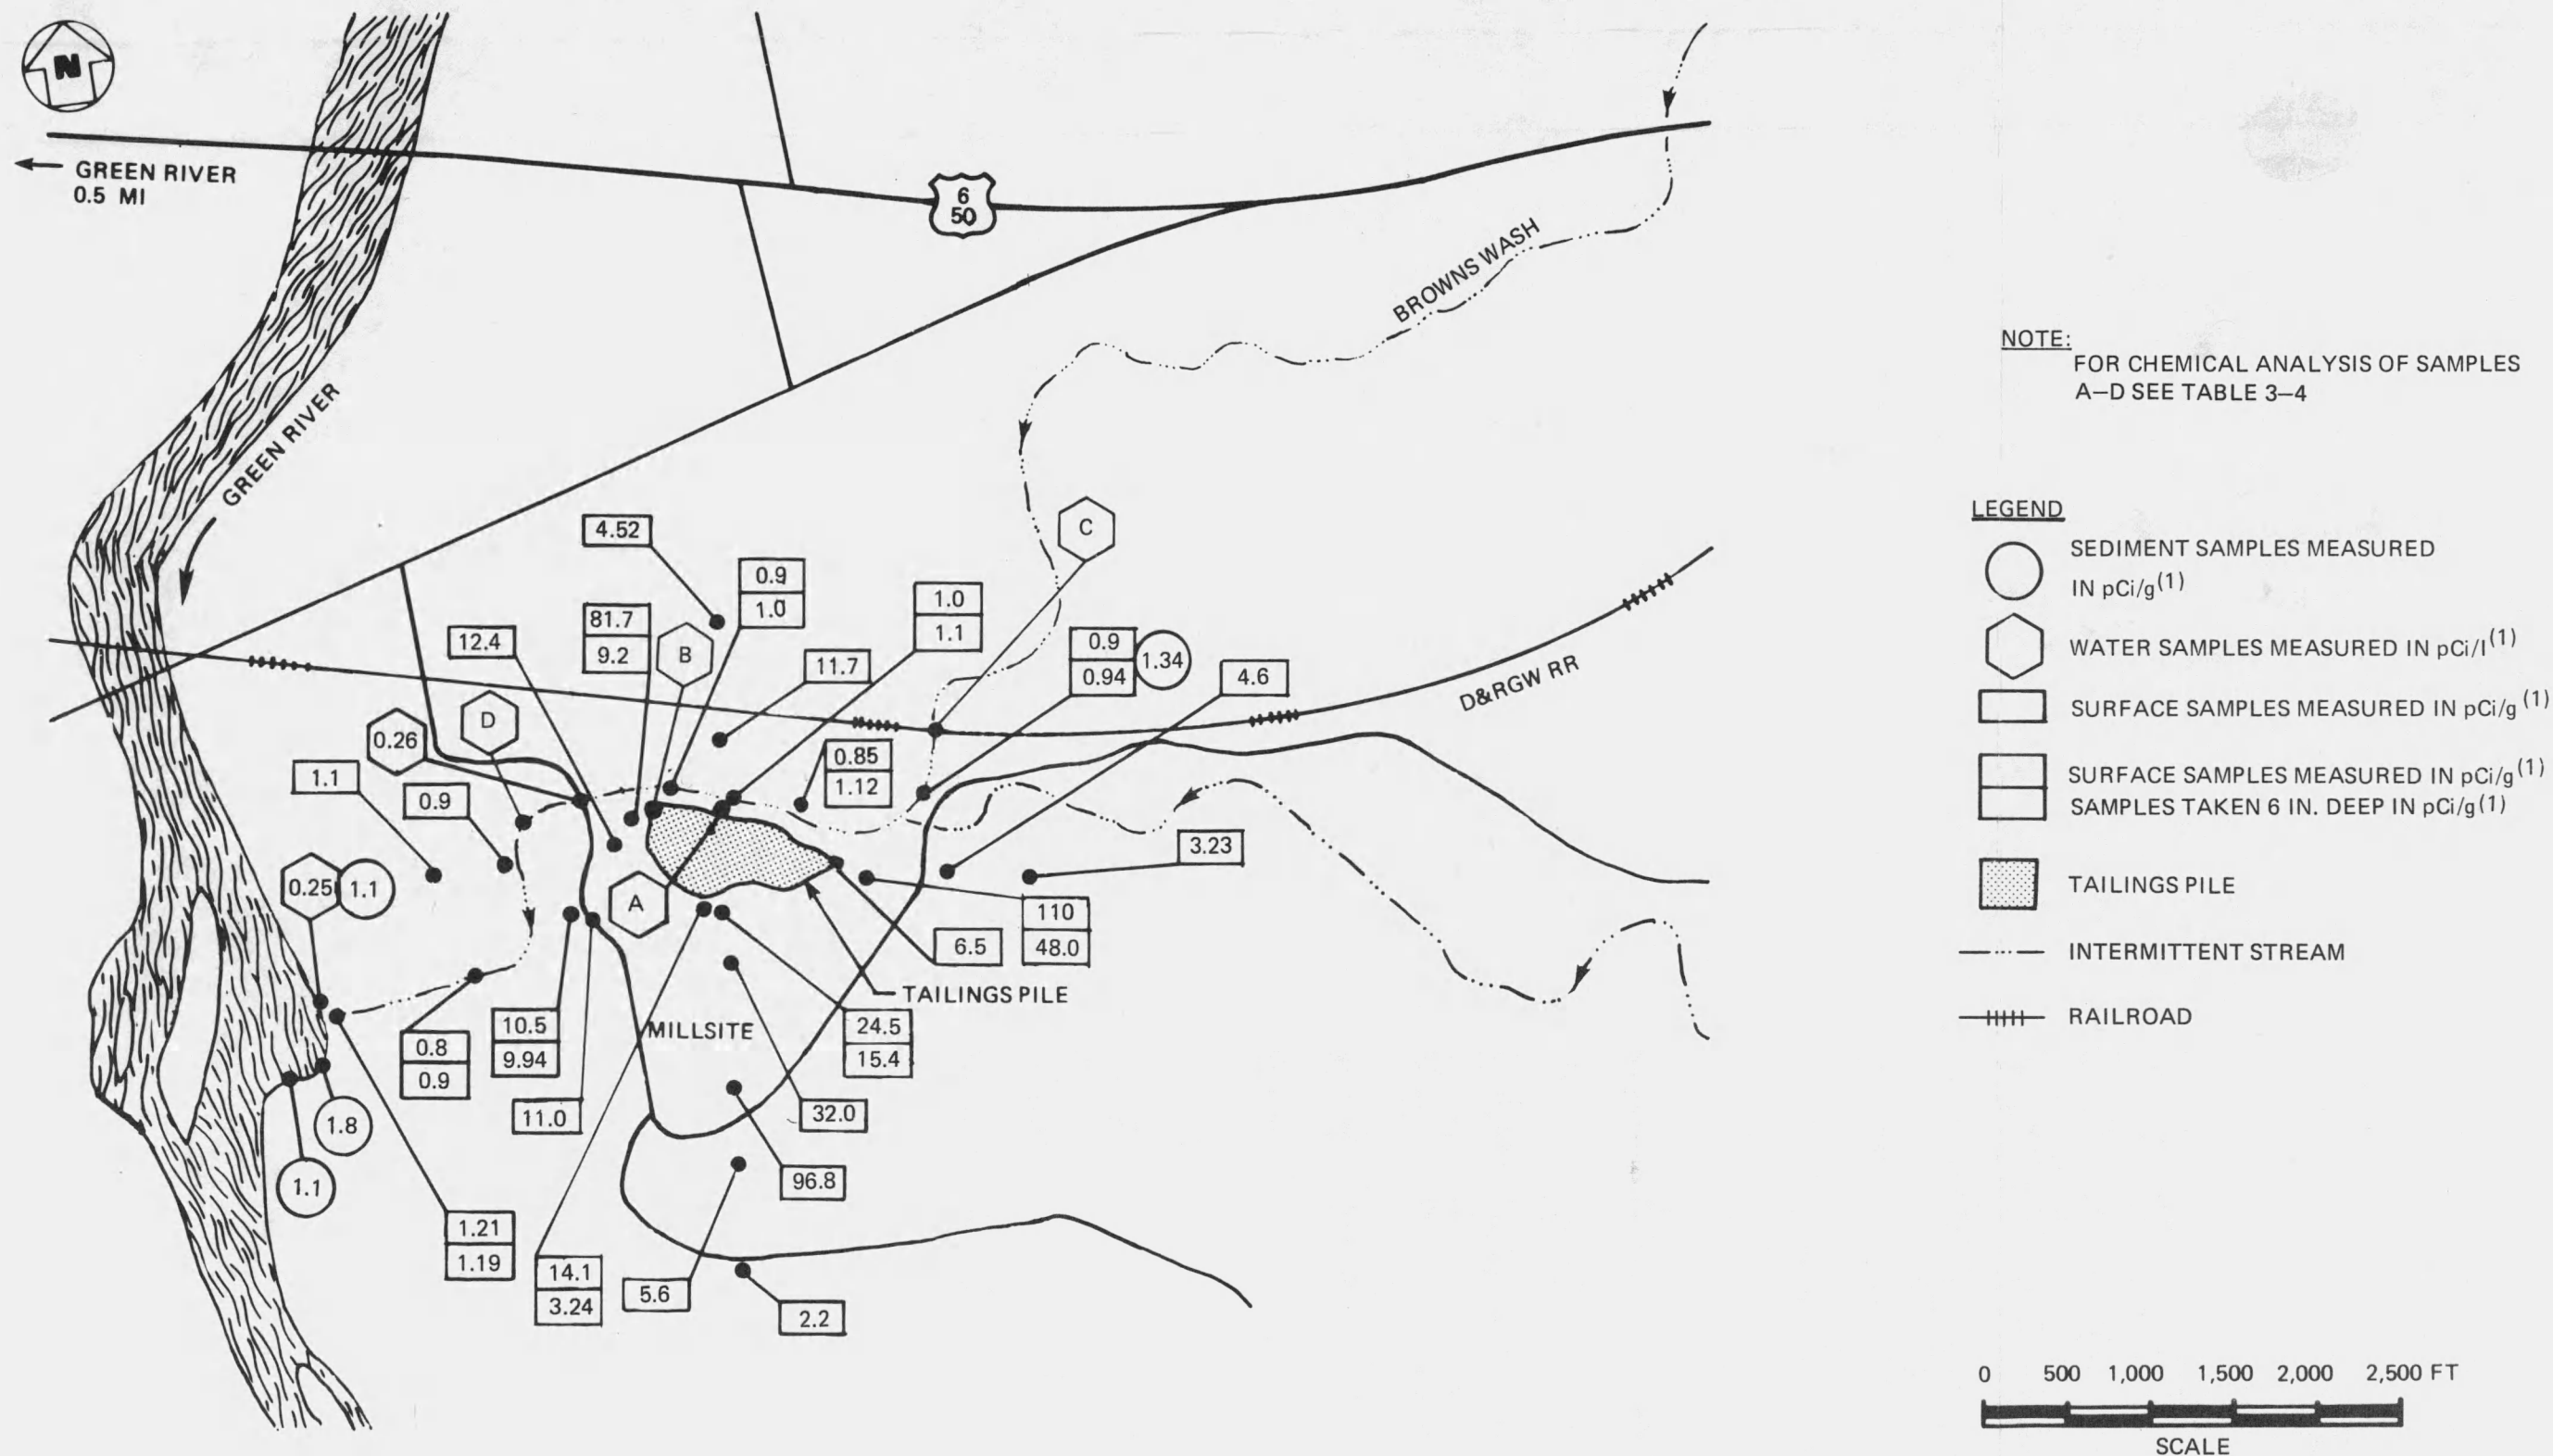 N
GREEN RIVER
0.5 MI
6
50
BROWNS WASH
GREEN RIVER
NOTE:
FOR CHEMICAL ANALYSIS OF SAMPLES
A–D SEE TABLE 3–4
LEGEND
SEDIMENT SAMPLES MEASURED
IN pCi/g(1)
WATER SAMPLES MEASURED IN pCi/l(1)
SURFACE SAMPLES MEASURED IN pCi/g(1)
SURFACE SAMPLES MEASURED IN pCi/g(1)
SAMPLES TAKEN 6 IN. DEEP IN pCi/g(1)
TAILINGS PILE
INTERMITTENT STREAM
RAILROAD
4.52
C
0.9
1.0
1.0
1.1
81.7
9.2
12.4
B
11.7
0.9
0.94
1.34
4.6
D&RGW RR
D
0.26
0.85
1.12
1.1
0.9
3.23
0.25
1.1
A
110
48.0
6.5
TAILINGS PILE
MILLSITE
10.5
9.94
24.5
15.4
0.8
0.9
11.0
32.0
1.8
1.1
96.8
1.21
1.19
14.1
3.24
5.6
2.2
0 500 1,000 1,500 2,000 2,500 FT
SCALE